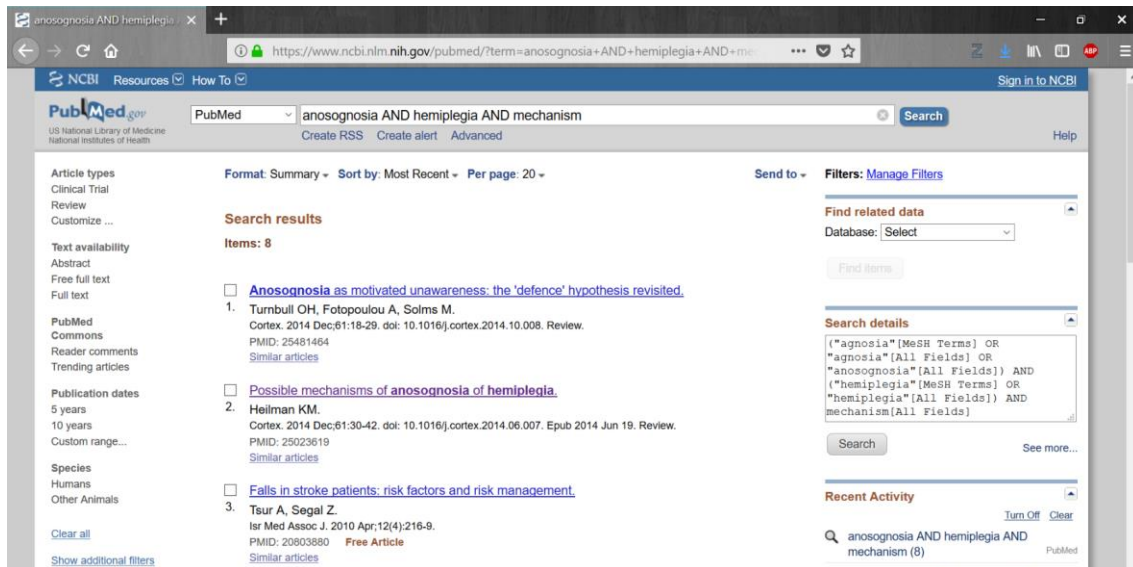 anosognosia AND hemiplegia A
https://www.ncbi.nlm.nih.gov/pubmed/?term=anosognosia+AND+hemiplegia+AND+me
ABP
NCBI Resources How To Sign in to NCBI
PubMed.gov
US National Library of Medicine
National Institutes of Health
PubMed
anosognosia AND hemiplegia AND mechanism
Search
Create RSS Create alert Advanced
Help
Article types
Clinical Trial
Review
Customize ...
Text availability
Abstract
Free full text
Full text
PubMed
Commons
Reader comments
Trending articles
Publication dates
5 years
10 years
Custom range...
Species
Humans
Other Animals
Clear all
Show additional filters
Format: Summary Sort by: Most Recent Per page: 20
Send to
Search results
Items: 8
Anosognosia as motivated unawareness: the 'defence' hypothesis revisited.
1. Turnbull OH, Fotopoulou A, Solms M.
Cortex. 2014 Dec;61:18-29. doi: 10.1016/j.cortex.2014.10.008. Review.
PMID: 25481464
Similar articles
Possible mechanisms of anosognosia of hemiplegia.
2. Heilman KM.
Cortex. 2014 Dec;61:30-42. doi: 10.1016/j.cortex.2014.06.007. Epub 2014 Jun 19. Review.
PMID: 25023619
Similar articles
Falls in stroke patients: risk factors and risk management.
3. Tsur A, Segal Z.
Isr Med Assoc J. 2010 Apr;12(4):216-9.
PMID: 20803880 Free Article
Similar articles
Filters: Manage Filters
Find related data
Database: Select
Find items
Search details
("agnosia"[MeSH Terms] OR
"agnosia"[All Fields] OR
"anosognosia"[All Fields]) AND
("hemiplegia"[MeSH Terms] OR
"hemiplegia"[All Fields]) AND
mechanism[All Fields]
Search
See more...
Recent Activity
Turn Off Clear
anosognosia AND hemiplegia AND
mechanism (8)
PubMed